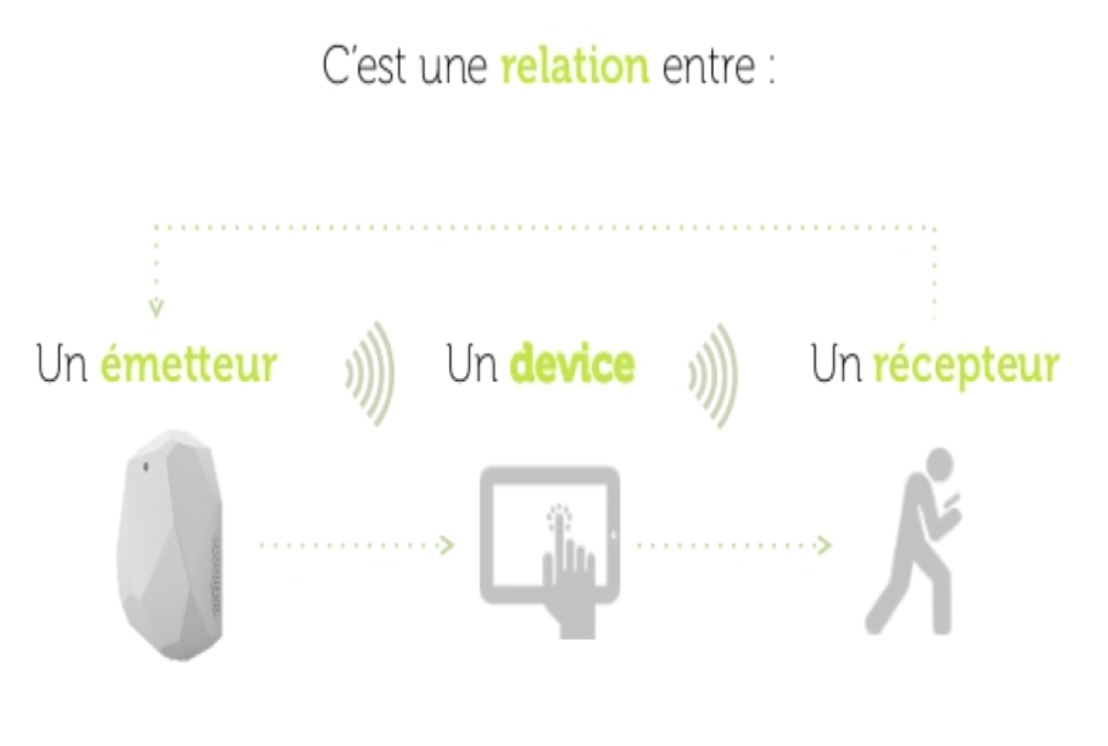 C'est une relation entre :
Un émetteur
Un device
Un récepteur